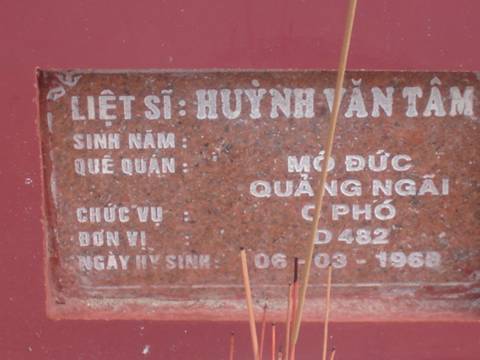 LIỆT SĨ : HUỲNH VĂN TÂM
SINH NĂM :
QUÊ QUÁN : MỘ ĐỨC
QUẢNG NGÃI
CHỨC VỤ : C PHÓ
ĐƠN VỊ : D 482
NGÀY HY SINH : 06 - 03 - 1968